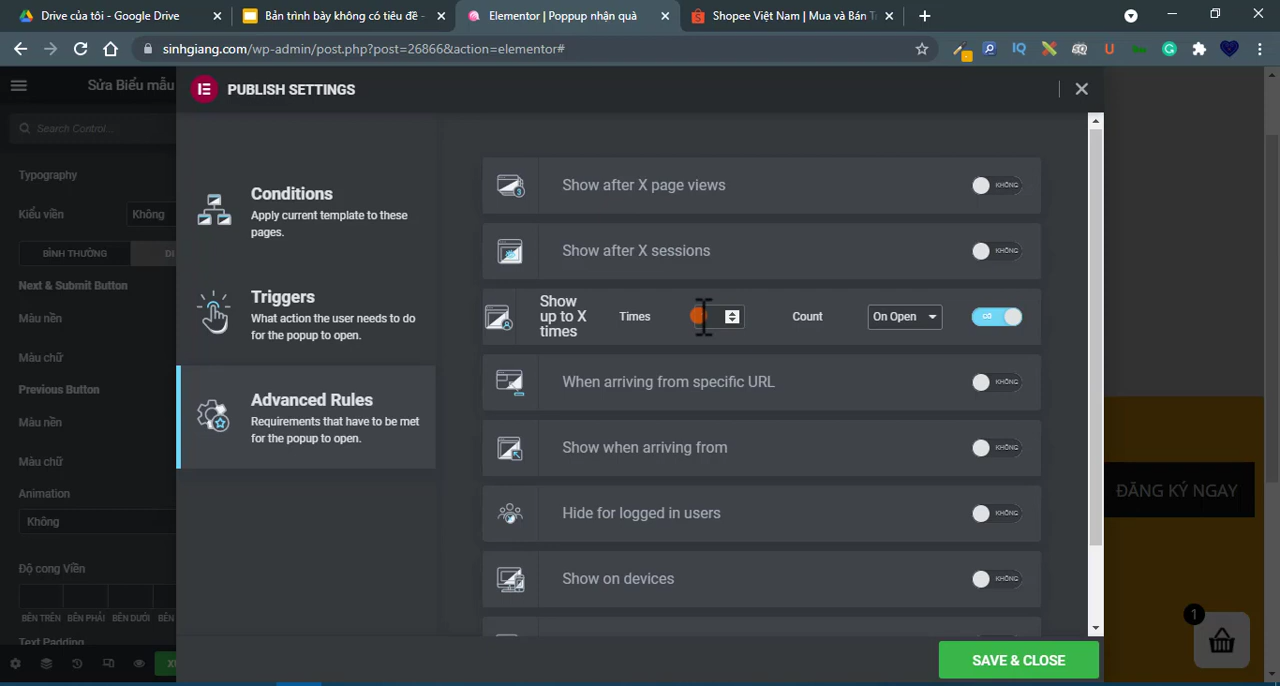 Drive của tôi - Google Drive
Bản trình bày không có tiêu đề -
Elementor | Poppup nhận quà
Shopee Việt Nam | Mua và Bán
sinhgiang.com/wp-admin/post.php?post=26866&action=elementor#
Sửa Biểu mẫu
PUBLISH SETTINGS
Search Control...
Typography
Kiểu viền
Không
BÌNH THƯỜNG
DI
Next & Submit Button
Màu nền
Màu chữ
Previous Button
Màu nền
Màu chữ
Animation
Không
Độ cong Viền
BÊN TRÊN
BÊN PHẢI
BÊN DƯỚI
BÊN
Text Padding
Conditions
Apply current template to these
pages.
Triggers
What action the user needs to do
for the popup to open.
Advanced Rules
Requirements that have to be met
for the popup to open.
Show after X page views
KHÔNG
Show after X sessions
KHÔNG
Show
up to X
times
Times
Count
On Open
CÓ
When arriving from specific URL
KHÔNG
Show when arriving from
KHÔNG
Hide for logged in users
KHÔNG
Show on devices
KHÔNG
ĐĂNG KÝ NGAY
1
SAVE & CLOSE